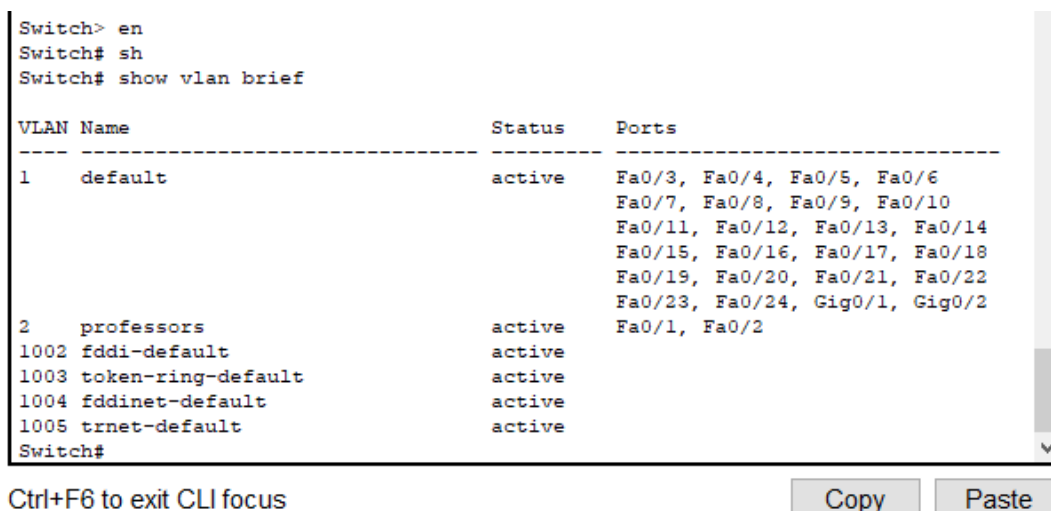 Switch> en
Switch# sh
Switch# show vlan brief
VLAN Name                             Status    Ports
---- -------------------------------- --------- -------------------------------
1    default                          active    Fa0/3, Fa0/4, Fa0/5, Fa0/6
                                                Fa0/7, Fa0/8, Fa0/9, Fa0/10
                                                Fa0/11, Fa0/12, Fa0/13, Fa0/14
                                                Fa0/15, Fa0/16, Fa0/17, Fa0/18
                                                Fa0/19, Fa0/20, Fa0/21, Fa0/22
                                                Fa0/23, Fa0/24, Gig0/1, Gig0/2
2    professors                       active    Fa0/1, Fa0/2
1002 fddi-default                     active
1003 token-ring-default               active
1004 fddinet-default                  active
1005 trnet-default                    active
Switch#
Ctrl+F6 to exit CLI focus
Copy
Paste